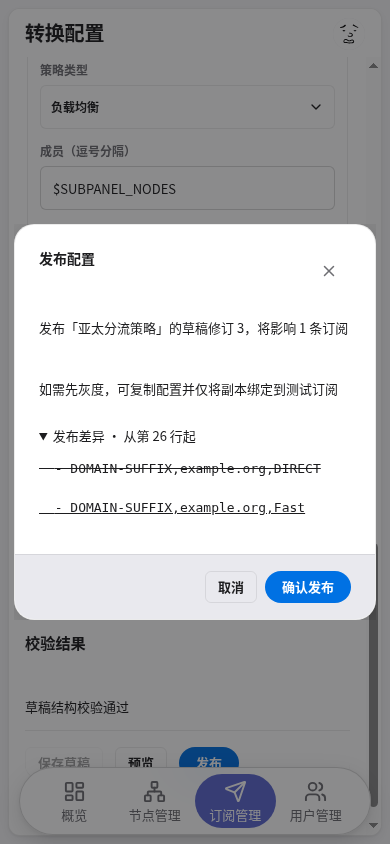 转换配置
策略类型
负载均衡
成员（逗号分隔）
$SUBPANEL_NODES
发布配置
发布「亚太分流策略」的草稿修订 3，将影响 1 条订阅
如需先灰度，可复制配置并仅将副本绑定到测试订阅
▼ 发布差异 · 从第 26 行起
- DOMAIN-SUFFIX,example.org,DIRECT
- DOMAIN-SUFFIX,example.org,Fast
取消
确认发布
校验结果
草稿结构校验通过
保存草稿
预览
发布
概览
节点管理
订阅管理
用户管理